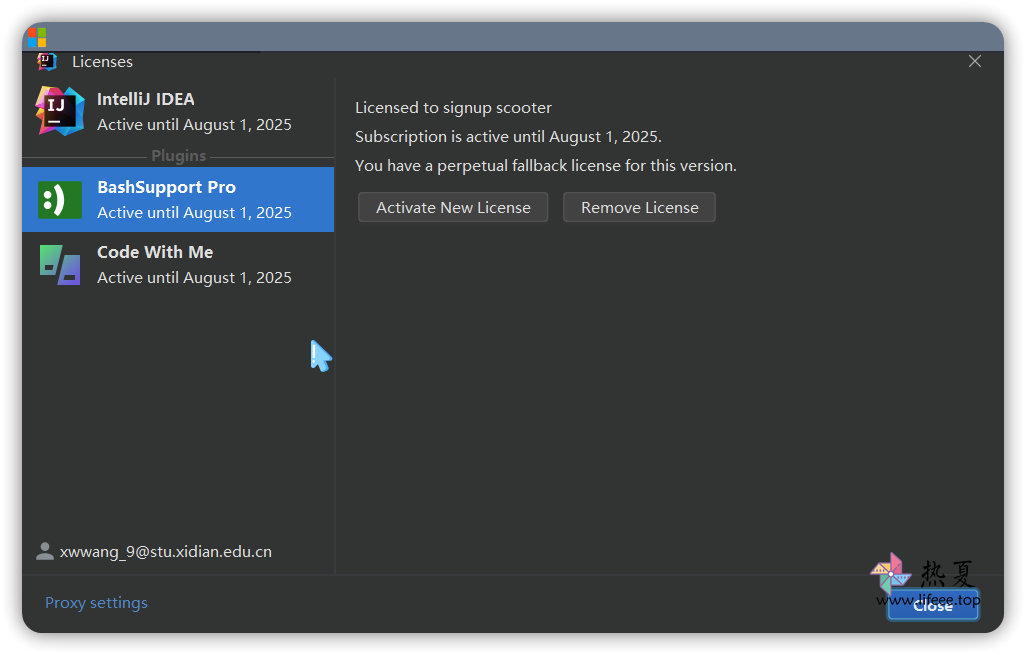 IJ
Licenses
IJ
IntelliJ IDEA
Active until August 1, 2025
Plugins
:)
BashSupport Pro
Active until August 1, 2025
Code With Me
Active until August 1, 2025
xwwang_9@stu.xidian.edu.cn
Licensed to signup scooter
Subscription is active until August 1, 2025.
You have a perpetual fallback license for this version.
Activate New License
Remove License
Proxy settings
热夏
www.lifeee.top
Close